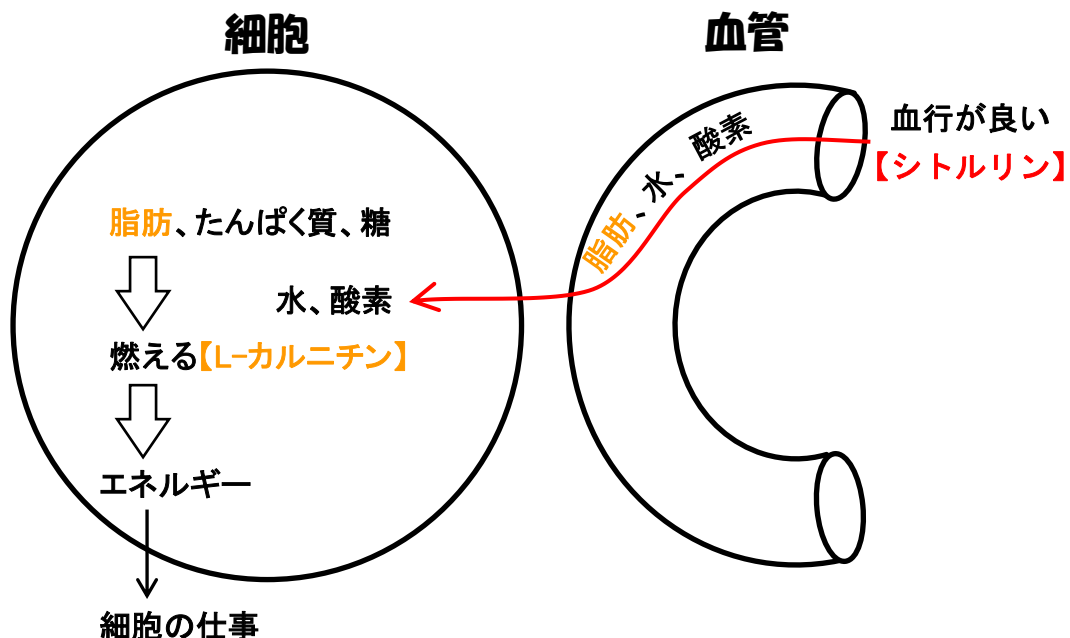 細胞
血管
血行が良い
【シトルリン】
脂肪、水、酸素
脂肪、たんぱく質、糖
水、酸素
燃える【L-カルニチン】
エネルギー
細胞の仕事